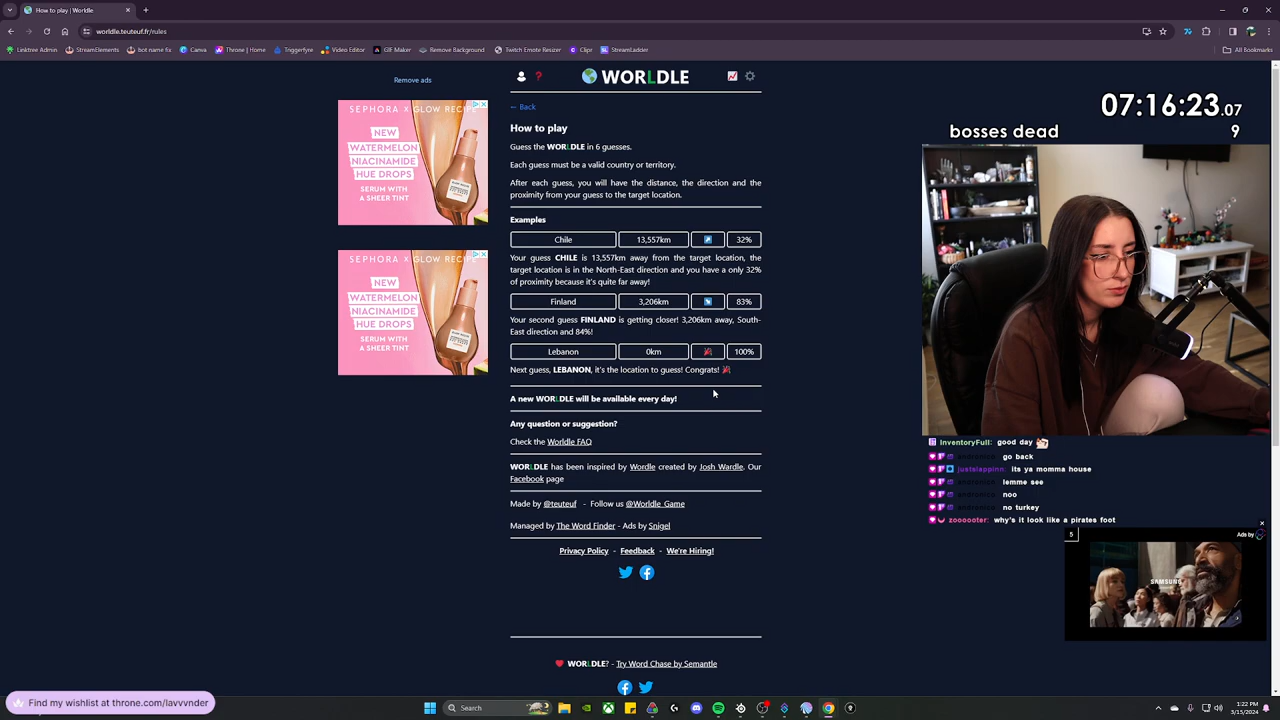 How to play | Worldle
worldle.teuteuf.fr/rules
Linktree Admin
StreamElements
bot name fix
Canva
Throne | Home
Triggerfyre
Video Editor
GIF Maker
Remove Background
Twitch Emote Resizer
Clips
StreamLadder
All Bookmarks
Remove ads
WORLDLE
← Back
How to play
Guess the WORLDLE in 6 guesses.
Each guess must be a valid country or territory.
After each guess, you will have the distance, the direction and the
proximity from your guess to the target location.
Examples
Chile 13,557km 32%
Your guess CHILE is 13,557km away from the target location, the
target location is in the North-East direction and you have a only 32%
of proximity because it's quite far away!
Finland 3,206km 83%
Your second guess FINLAND is getting closer! 3,206km away, South-
East direction and 84%!
Lebanon 0km 100%
Next guess, LEBANON, it's the location to guess! Congrats!
A new WORLDLE will be available every day!
Any question or suggestion?
Check the Worldle FAQ
WORLDLE has been inspired by Wordle created by Josh Wardle. Our
Facebook page
Made by @teuteuf - Follow us @Worldle_Game
Managed by The Word Finder - Ads by Snigel
Privacy Policy - Feedback - We're Hiring!
WORLDLE? - Try Word Chase by Semantle
SEPHORA X GLOW RECIPE
NEW
WATERMELON
NIACINAMIDE
HUE DROPS
SERUM WITH
A SHEER TINT
SEPHORA X GLOW RECIPE
NEW
WATERMELON
NIACINAMIDE
HUE DROPS
SERUM WITH
A SHEER TINT
07:16:23.07
bosses dead 9
InventoryFull: good day
go back
justalappinn: its ya momma house
lemme see
noo
no turkey
zoooooter: why's it look like a pirates foot
5
Ads by
SAMSUNG
Find my wishlist at throne.com/lavvvnder
Search
1:22 PM
5/15/2024